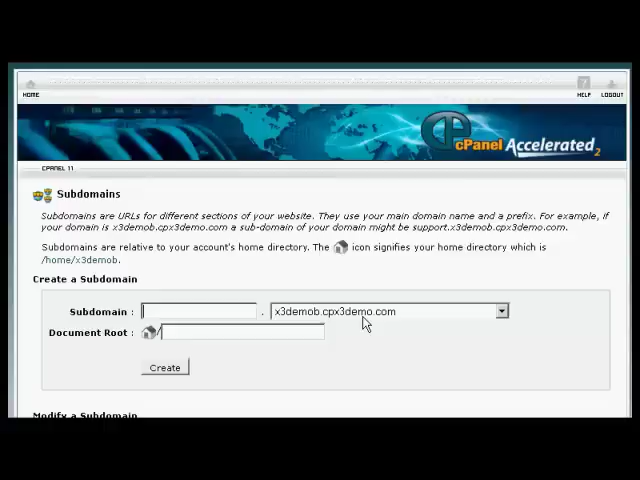 HOME
HELP
LOGOUT
cPanel Accelerated 2
CPANEL 11
Subdomains
Subdomains are URLs for different sections of your website. They use your main domain name and a prefix. For example, if
your domain is x3demob.cpx3demo.com a sub-domain of your domain might be support.x3demob.cpx3demo.com.
Subdomains are relative to your account's home directory. The icon signifies your home directory which is
/home/x3demob.
Create a Subdomain
Subdomain : . x3demob.cpx3demo.com
Document Root : /
Create
Modify a Subdomain